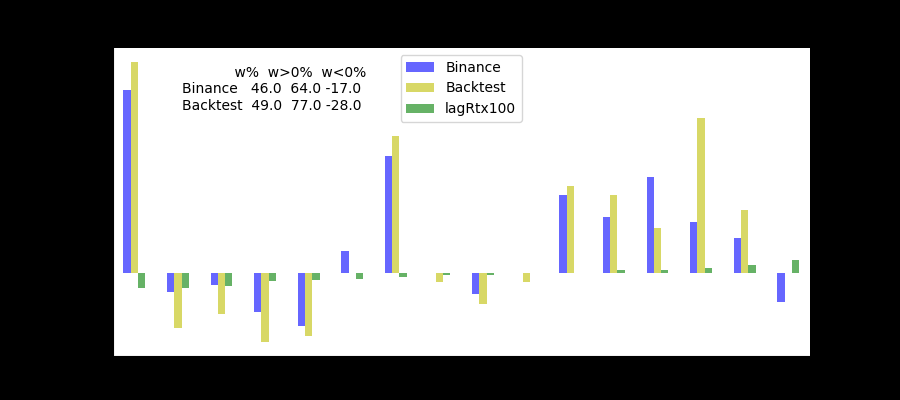 w% w>0% w<0%
Binance 46.0 64.0 -17.0
Backtest 49.0 77.0 -28.0
Binance
Backtest
lagRtx100